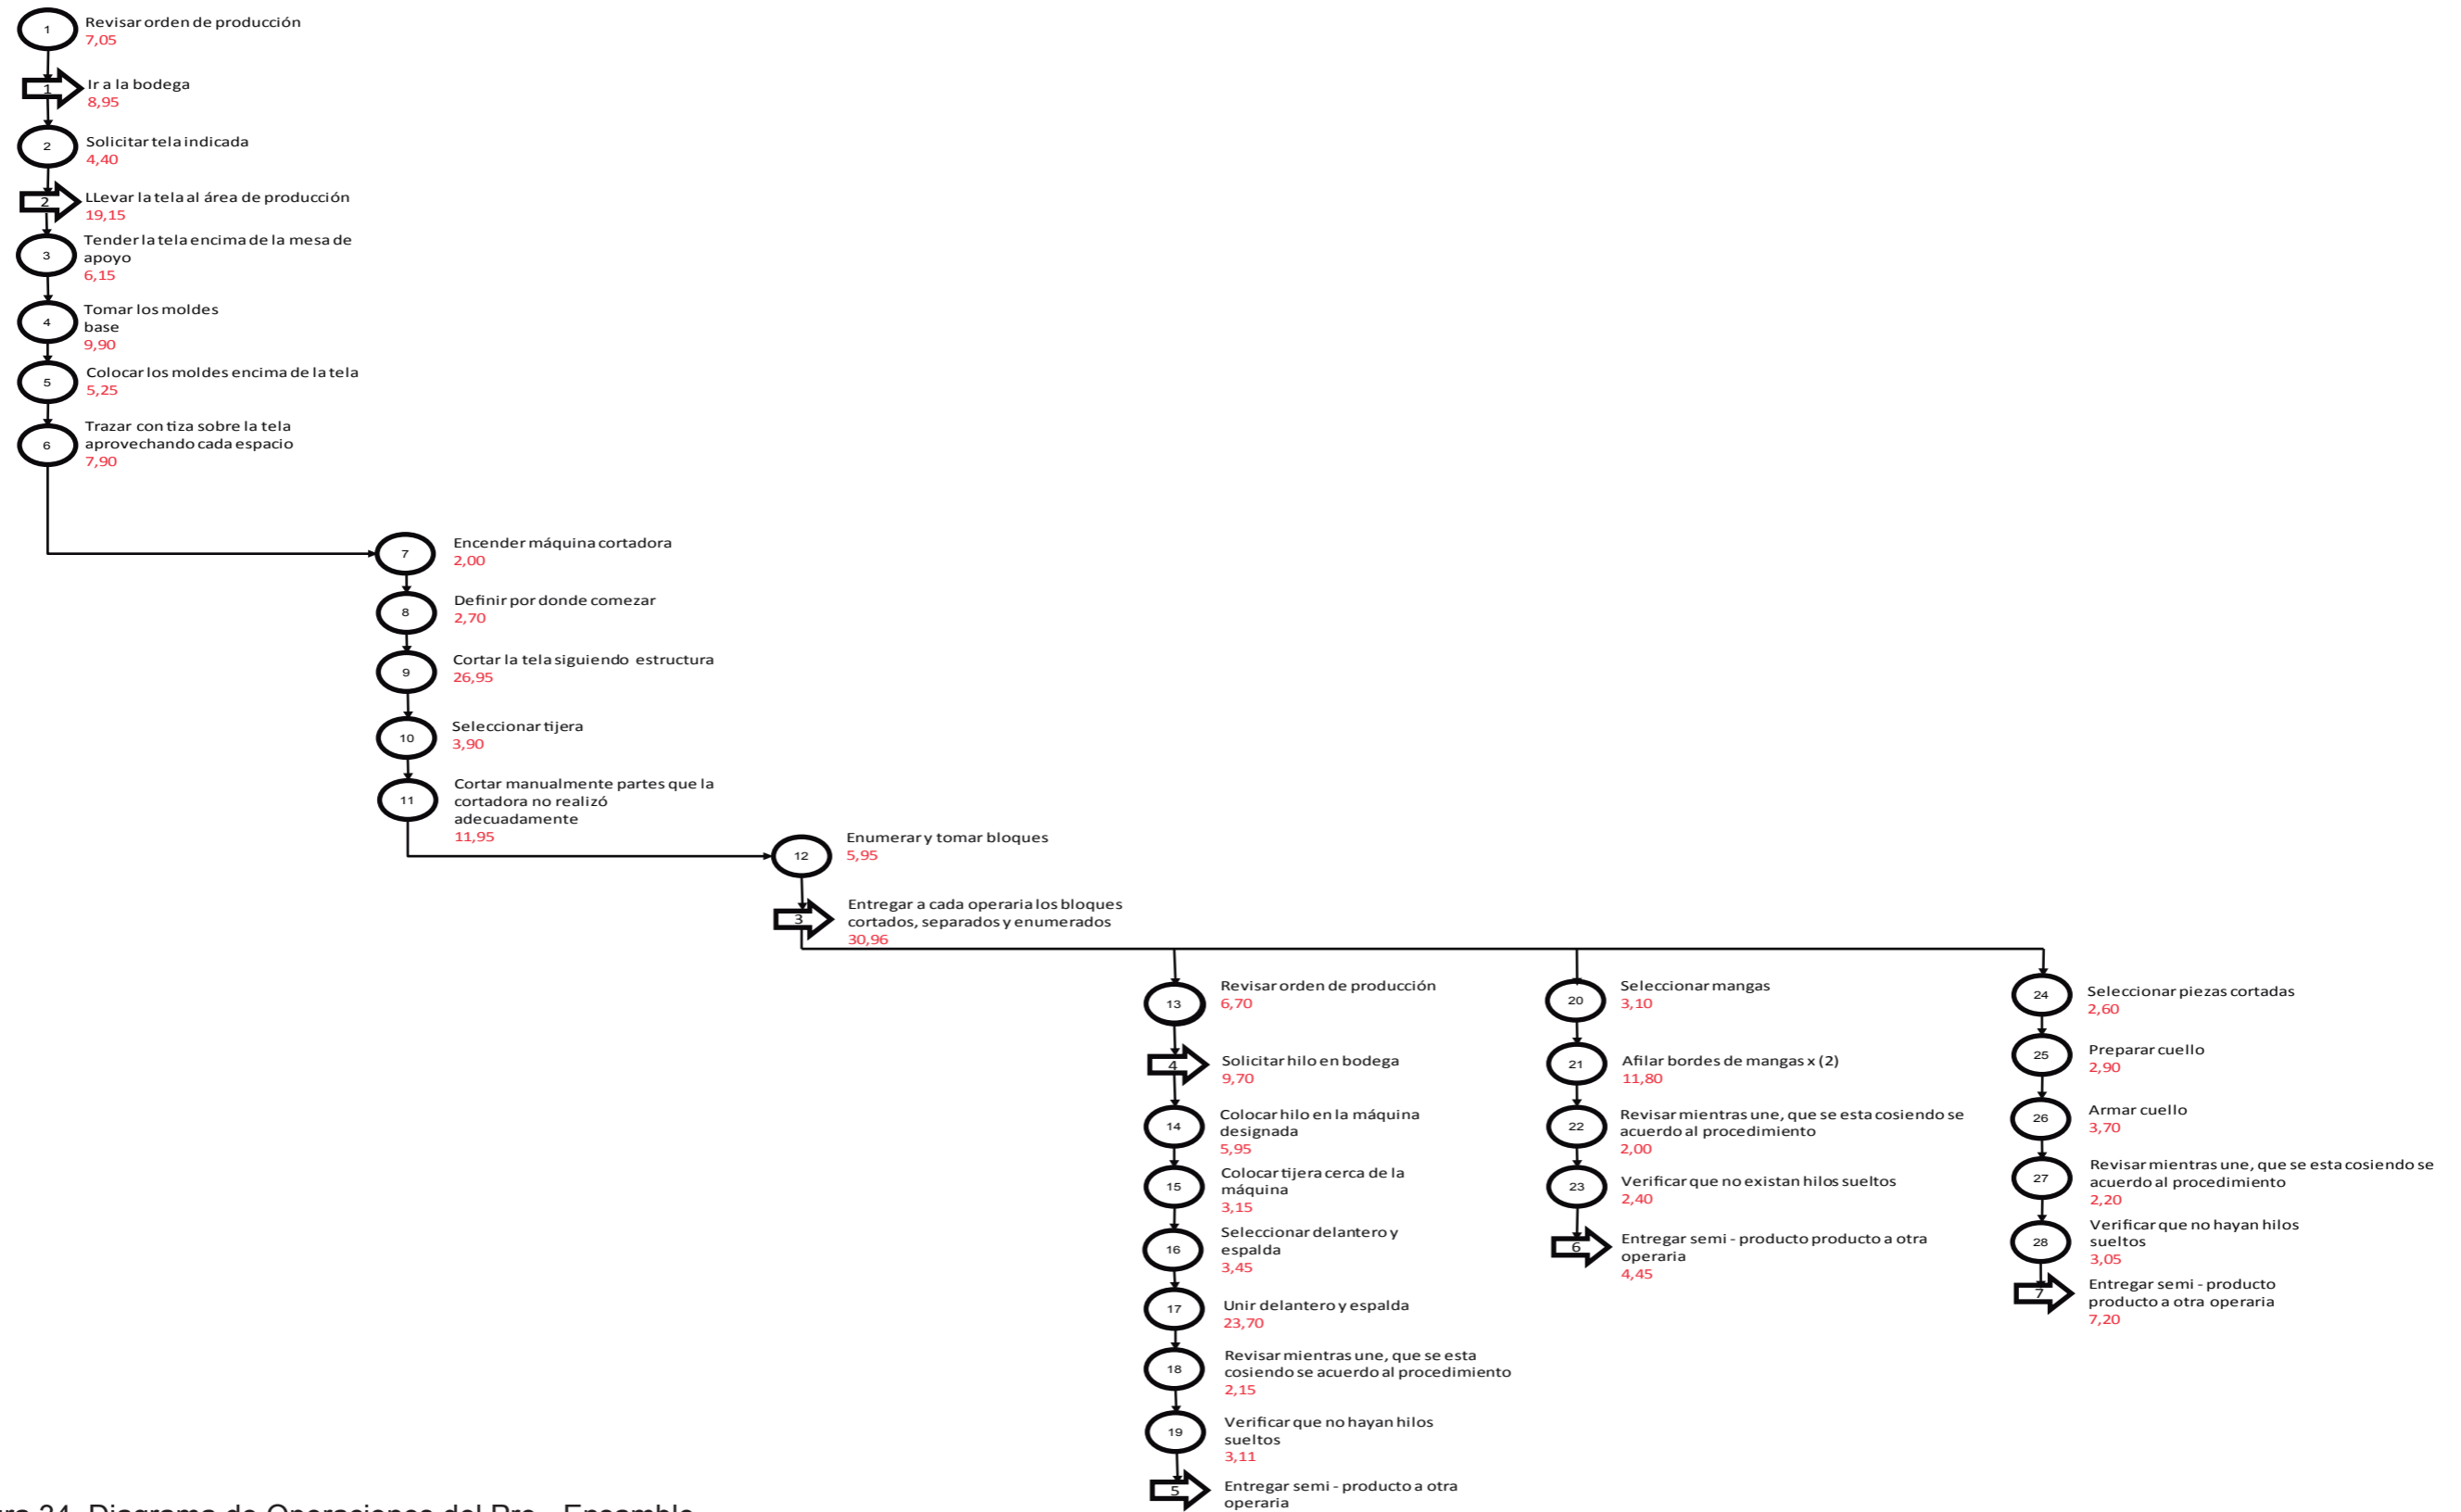 1
Revisar orden de producción
7,05
1
Ir a la bodega
8,95
2
Solicitar tela indicada
4,40
2
LLevar la tela al área de producción
19,15
3
Tender la tela encima de la mesa de
apoyo
6,15
4
Tomar los moldes
base
9,90
5
Colocar los moldes encima de la tela
5,25
6
Trazar con tiza sobre la tela
aprovechando cada espacio
7,90
7
Encender máquina cortadora
2,00
8
Definir por donde comezar
2,70
9
Cortar la tela siguiendo estructura
26,95
10
Seleccionar tijera
3,90
11
Cortar manualmente partes que la
cortadora no realizó
adecuadamente
11,95
12
Enumerar y tomar bloques
5,95
3
Entregar a cada operaria los bloques
cortados, separados y enumerados
30,96
13
Revisar orden de producción
6,70
4
Solicitar hilo en bodega
9,70
14
Colocar hilo en la máquina
designada
5,95
15
Colocar tijera cerca de la
máquina
3,15
16
Seleccionar delantero y
espalda
3,45
17
Unir delantero y espalda
23,70
18
Revisar mientras une, que se esta
cosiendo se acuerdo al procedimiento
2,15
19
Verificar que no hayan hilos
sueltos
3,11
5
Entregar semi - producto a otra
operaria
20
Seleccionar mangas
3,10
21
Afilar bordes de mangas x (2)
11,80
22
Revisar mientras une, que se esta cosiendo se
acuerdo al procedimiento
2,00
23
Verificar que no existan hilos sueltos
2,40
6
Entregar semi - producto producto a otra
operaria
4,45
24
Seleccionar piezas cortadas
2,60
25
Preparar cuello
2,90
26
Armar cuello
3,70
27
Revisar mientras une, que se esta cosiendo se
acuerdo al procedimiento
2,20
28
Verificar que no hayan hilos
sueltos
3,05
7
Entregar semi - producto
producto a otra operaria
7,20
34. Diagrama de Operaciones del Pre - Ensamble